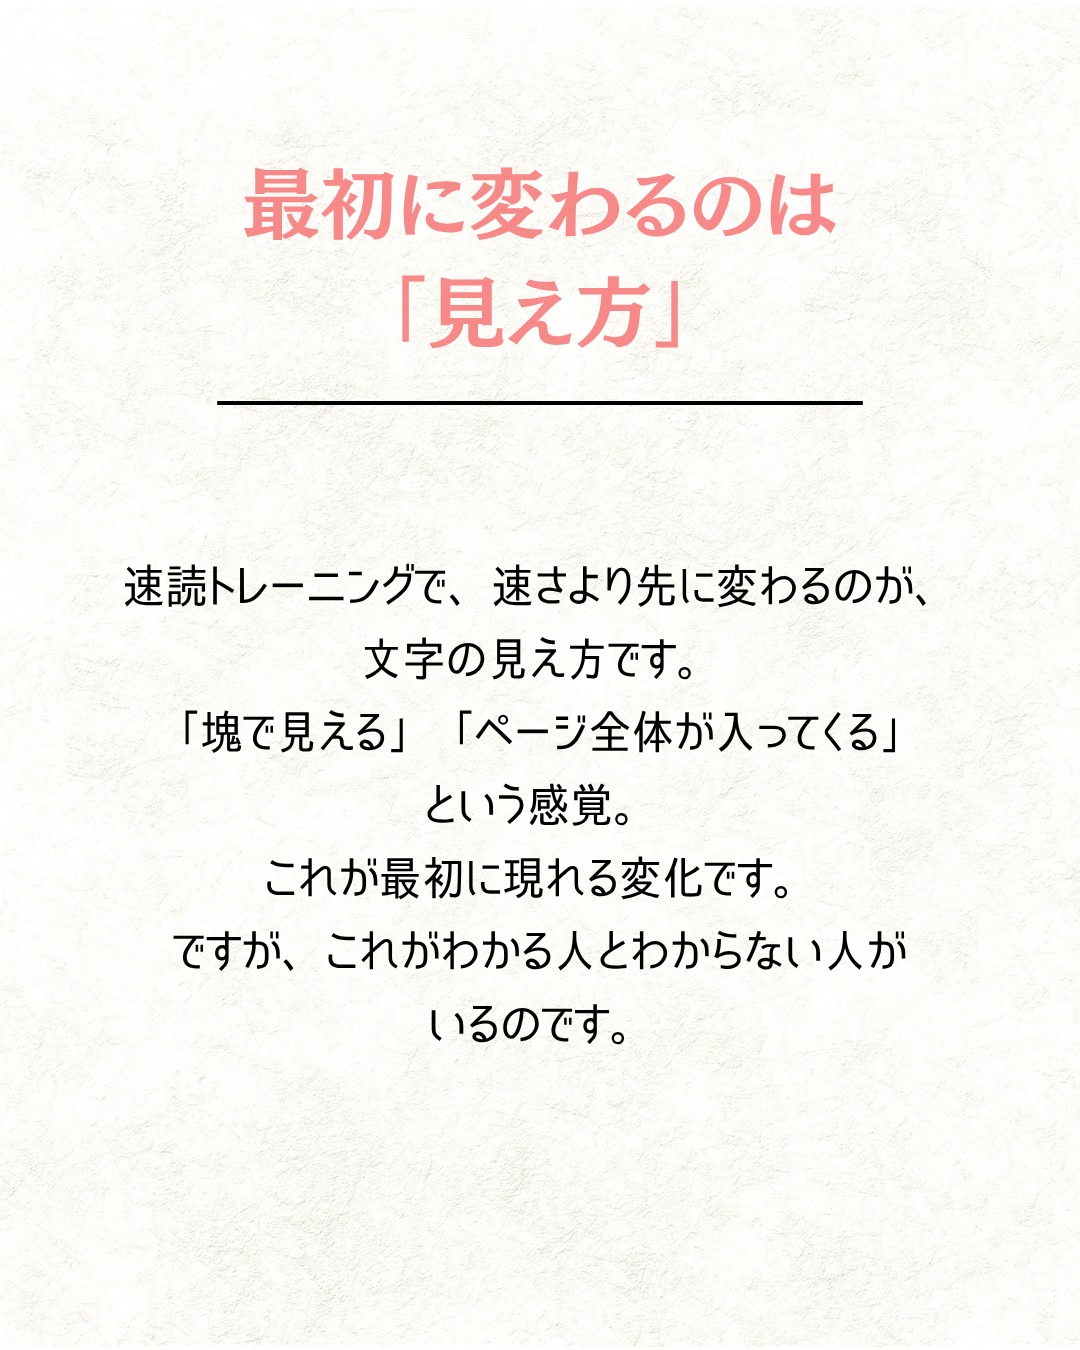 最初に変わるのは
「見え方」
速読トレーニングで、速さより先に変わるのが、
文字の見え方です。
「塊で見える」「ページ全体が入ってくる」
という感覚。
これが最初に現れる変化です。
ですが、これがわかる人とわからない人が
いるのです。